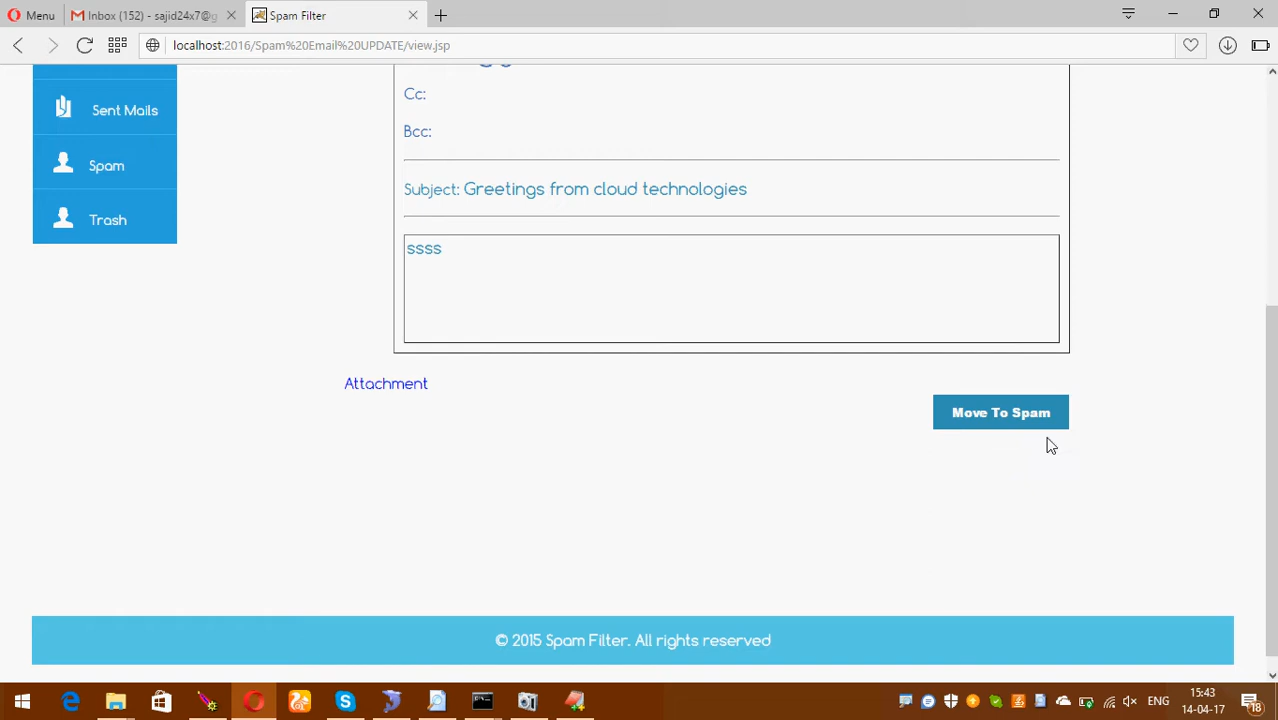 Menu
Inbox (152) - sajid24x7@g
Spam Filter
localhost:2016/Spam%20Email%20UPDATE/view.jsp
Sent Mails
Spam
Trash
Cc:
Bcc:
Subject: Greetings from cloud technologies
ssss
Attachment
Move To Spam
© 2015 Spam Filter. All rights reserved
ENG
15:43
14-04-17
18